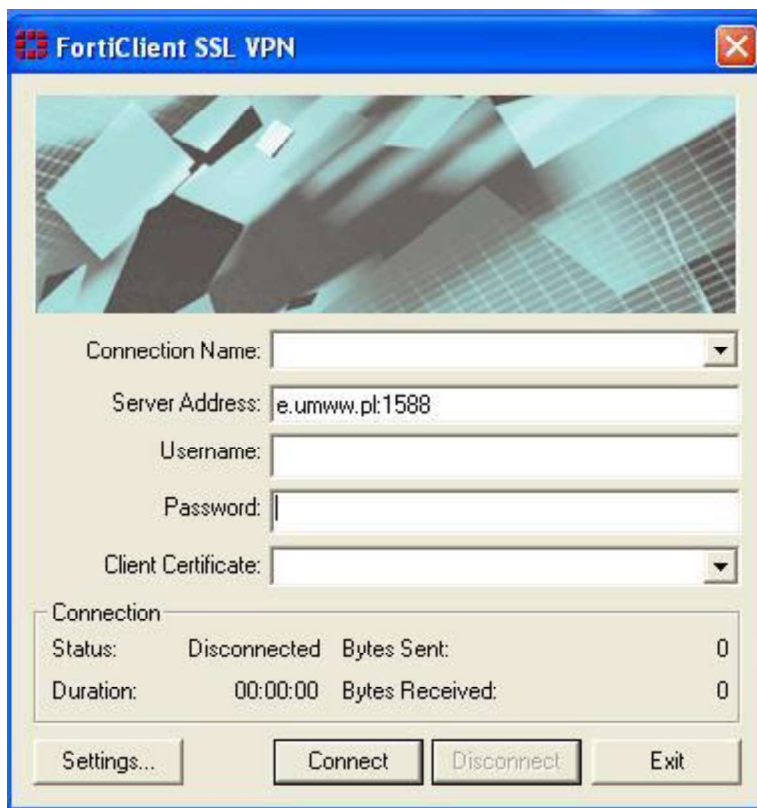 FortiClient SSL VPN
Connection Name:
Server Address: e.umww.pl:1588
Username:
Password:
Client Certificate:
Connection
Status: Disconnected Bytes Sent: 0
Duration: 00:00:00 Bytes Received: 0
Settings... Connect Disconnect Exit